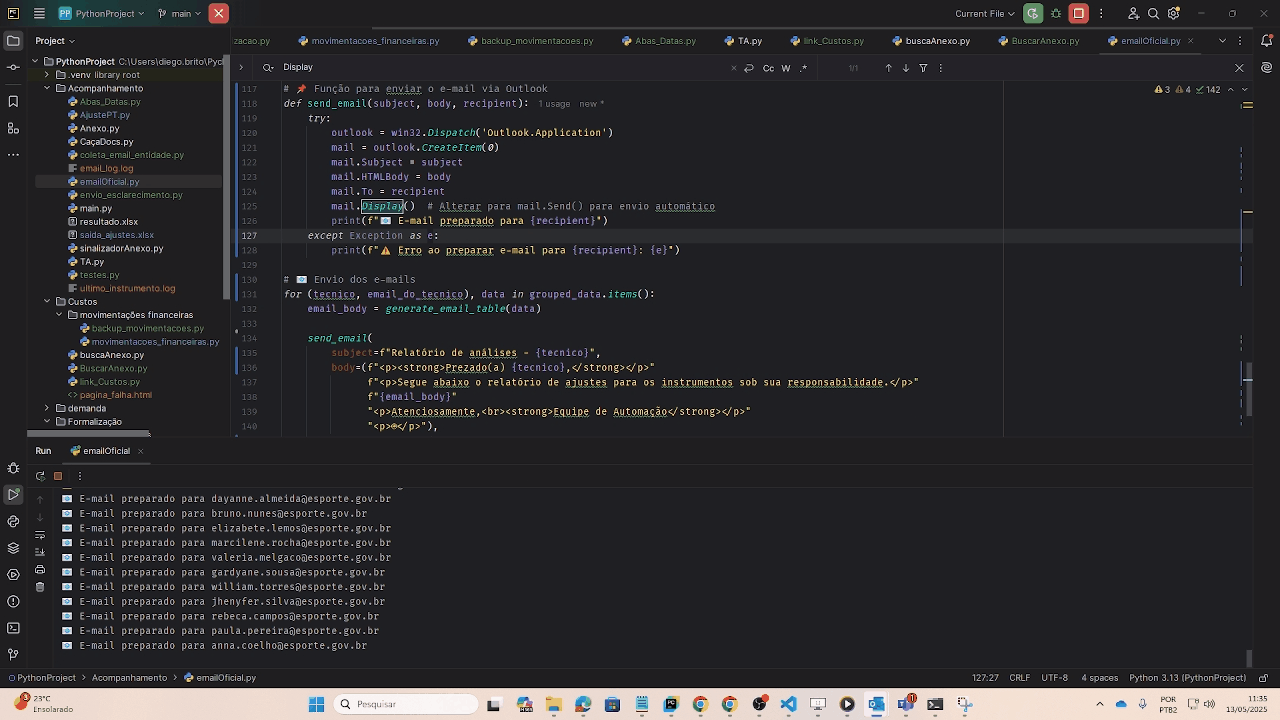 PP PythonProject main Current File
Project
zacao.py movimentacoes_financeiras.py backup_movimentacoes.py Abas_Datas.py TA.py link_Custos.py buscaAnexo.py BuscarAnexo.py emailOficial.py
Display Cc W .* 1/1
PythonProject C:\Users\diego.brito\Pycl
.venv library root
Acompanhamento
Abas_Datas.py
AjustePT.py
Anexo.py
CaçaDocs.py
coleta_email_entidade.py
email_log.log
emailOficial.py
envio_esclarecimento.py
main.py
resultado.xlsx
saida_ajustes.xlsx
sinalizadorAnexo.py
TA.py
testes.py
ultimo_instrumento.log
Custos
movimentações financeiras
backup_movimentacoes.py
movimentacoes_financeiras.py
buscaAnexo.py
BuscarAnexo.py
link_Custos.py
pagina_falha.html
demanda
Formalização
3 4 142
117 # 📌 Função para enviar o e-mail via Outlook
118 def send_email(subject, body, recipient): 1 usage new *
119 try:
120 outlook = win32.Dispatch('Outlook.Application')
121 mail = outlook.CreateItem(0)
122 mail.Subject = subject
123 mail.HTMLBody = body
124 mail.To = recipient
125 mail.Display() # Alterar para mail.Send() para envio automático
126 print(f"📧 E-mail preparado para {recipient}")
127 except Exception as e:
128 print(f"⚠ Erro ao preparar e-mail para {recipient}: {e}")
129
130 # 📧 Envio dos e-mails
131 for (tecnico, email_do_tecnico), data in grouped_data.items():
132 email_body = generate_email_table(data)
133
134 send_email(
135 subject=f"Relatório de análises - {tecnico}",
136 body=(f"<p><strong>Prezado(a) {tecnico},</strong></p>"
137 f"<p>Segue abaixo o relatório de ajustes para os instrumentos sob sua responsabilidade.</p>"
138 f"{email_body}"
139 "<p>Atenciosamente,<br><strong>Equipe de Automação</strong></p>"
140 "<p></p>"),
Run emailOficial
E-mail preparado para dayanne.almeida@esporte.gov.br
E-mail preparado para bruno.nunes@esporte.gov.br
E-mail preparado para elizabete.lemos@esporte.gov.br
E-mail preparado para marcilene.rocha@esporte.gov.br
E-mail preparado para valeria.melgaco@esporte.gov.br
E-mail preparado para gardyane.sousa@esporte.gov.br
E-mail preparado para william.torres@esporte.gov.br
E-mail preparado para jhenyfer.silva@esporte.gov.br
E-mail preparado para rebeca.campos@esporte.gov.br
E-mail preparado para paula.pereira@esporte.gov.br
E-mail preparado para anna.coelho@esporte.gov.br
PythonProject Acompanhamento emailOficial.py 127:27 CRLF UTF-8 4 spaces Python 3.13 (PythonProject)
3 23°C Pesquisar POR 11:35
Ensolarado PTB2 13/05/2025